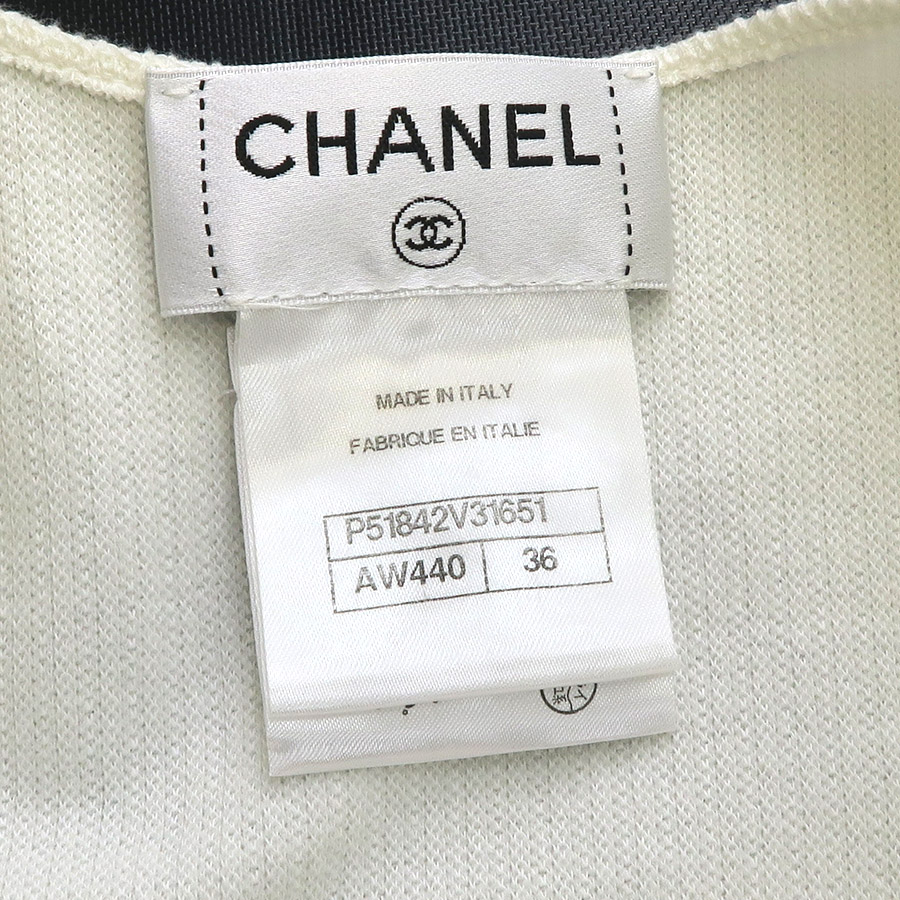 CHANEL
MADE IN ITALY
FABRIQUE EN ITALIE
P51842V31651
AW440
36